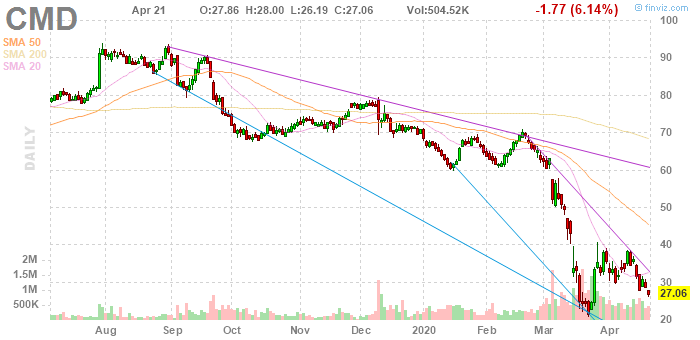 CMD
Apr 21 O:27.86 H:28.00 L:26.19 C:27.06 Vol:504.52K -1.77 (6.14%)
© finviz.com
SMA 50
SMA 200
SMA 20
DAILY
100
90
80
70
60
50
40
30
27.06
20
2M
1.5M
1M
500K
Aug Sep Oct Nov Dec 2020 Feb Mar Apr